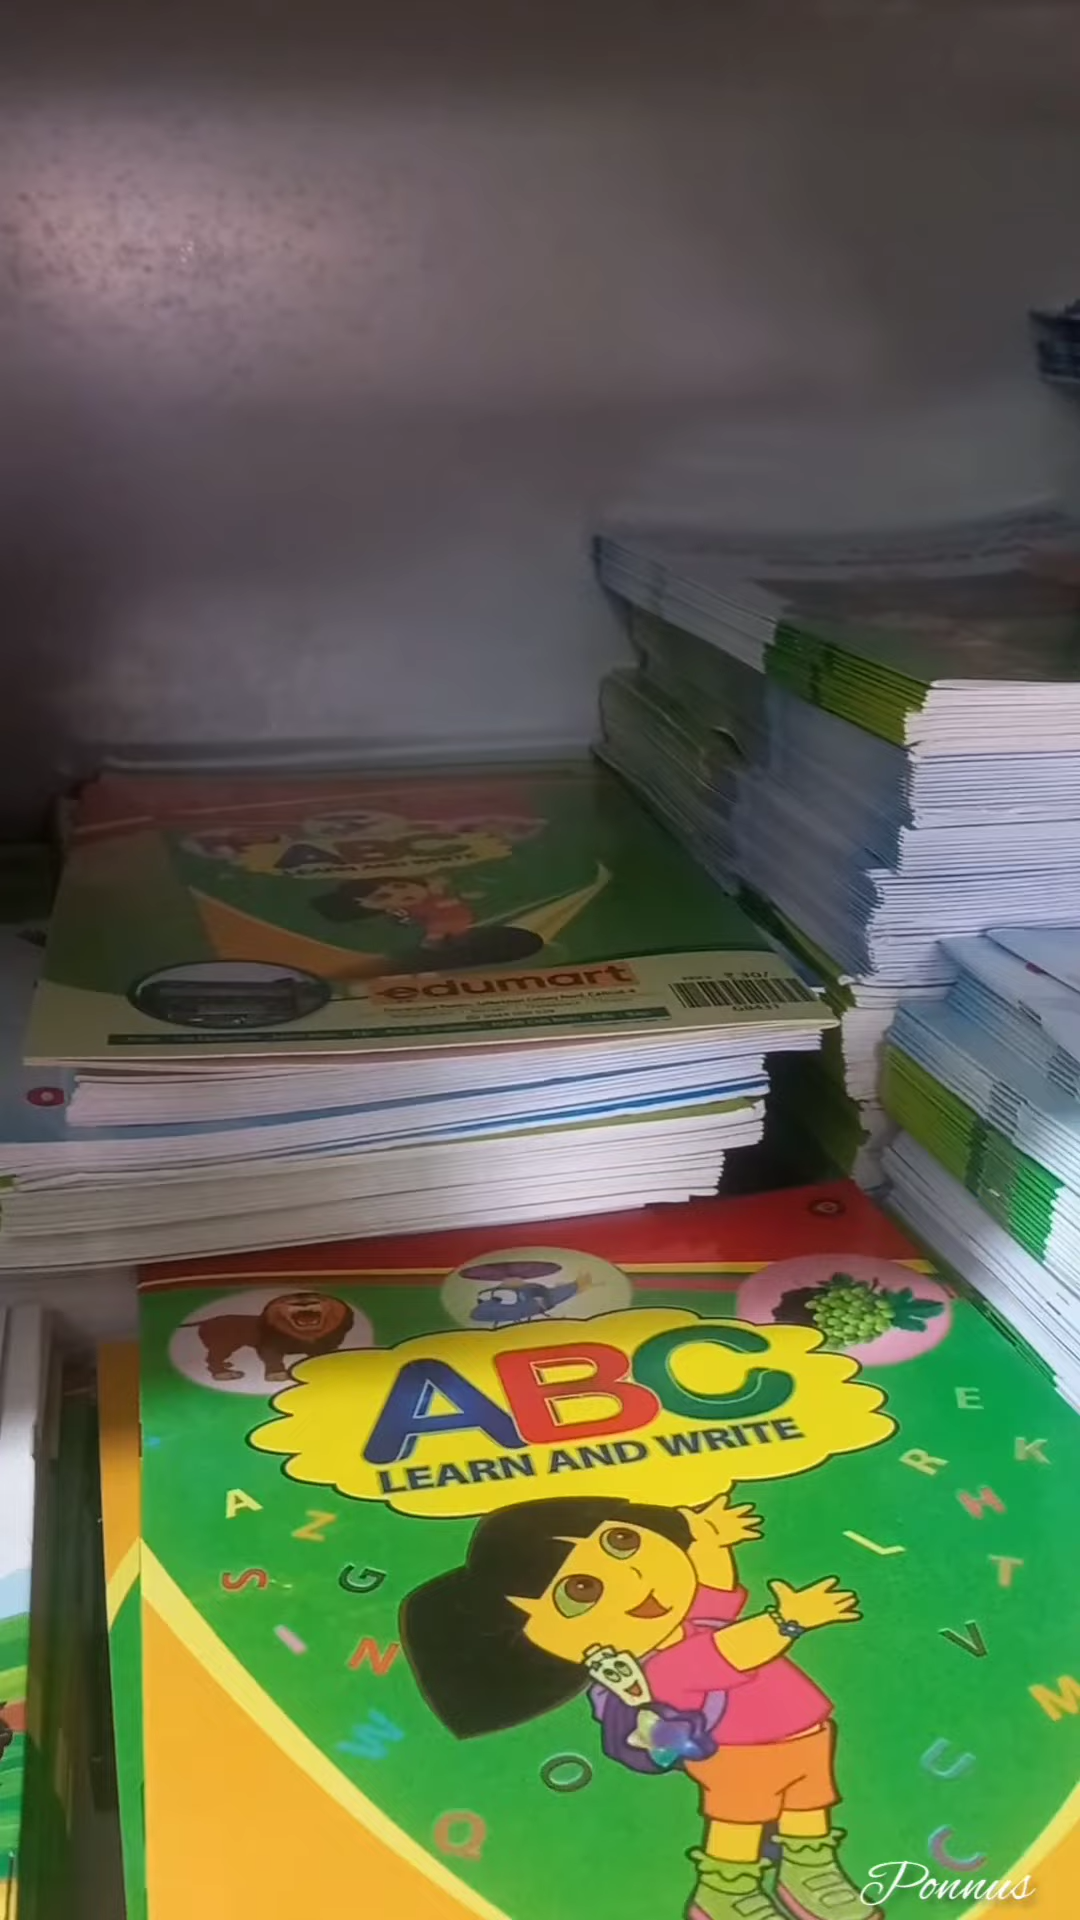 ABC
LEARN AND WRITE
edumart
₹30/-
ABC
LEARN AND WRITE
E
K
R
A
H
Z
L
S
G
T
I
N
V
M
W
U
O
Q
C
Ponnus